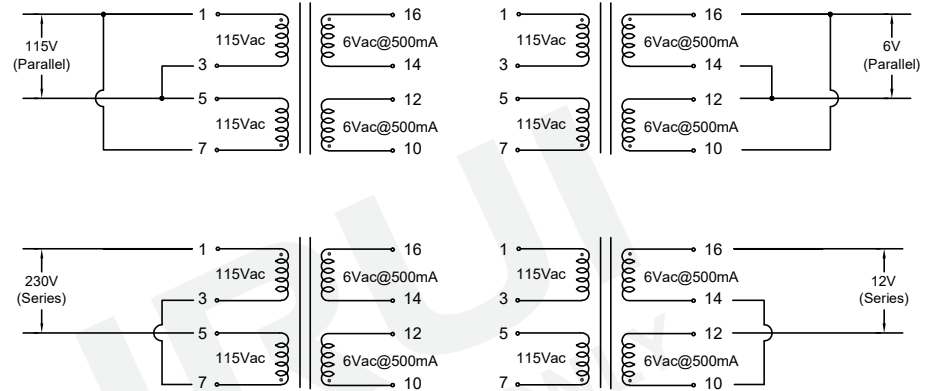 1 16 1 16
115V 115Vac 6Vac@500mA 115Vac 6Vac@500mA 6V
(Parallel) (Parallel)
3 14 3 14
5 12 5 12
115Vac 6Vac@500mA 115Vac 6Vac@500mA
7 10 7 10
1 16 1 16
230V 115Vac 6Vac@500mA 115Vac 6Vac@500mA 12V
(Series) (Series)
3 14 3 14
5 12 5 12
115Vac 6Vac@500mA 115Vac 6Vac@500mA
7 10 7 10